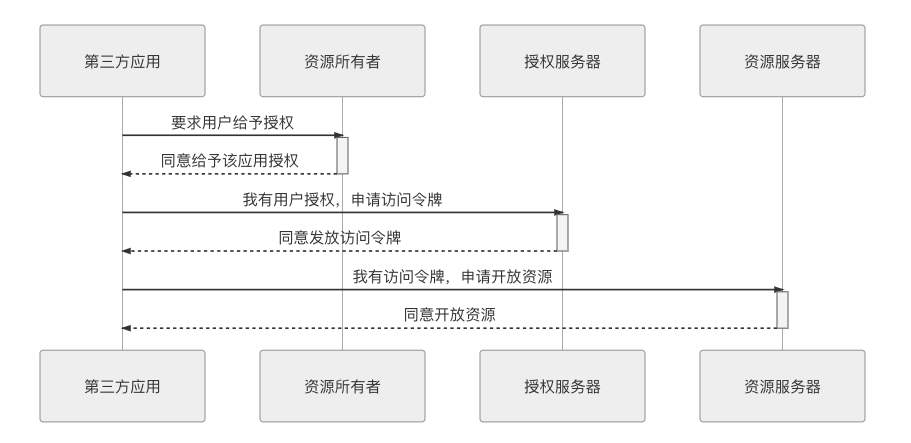 第三方应用
资源所有者
授权服务器
资源服务器
要求用户给予授权
同意给予该应用授权
我有用户授权，申请访问令牌
同意发放访问令牌
我有访问令牌，申请开放资源
同意开放资源
第三方应用
资源所有者
授权服务器
资源服务器